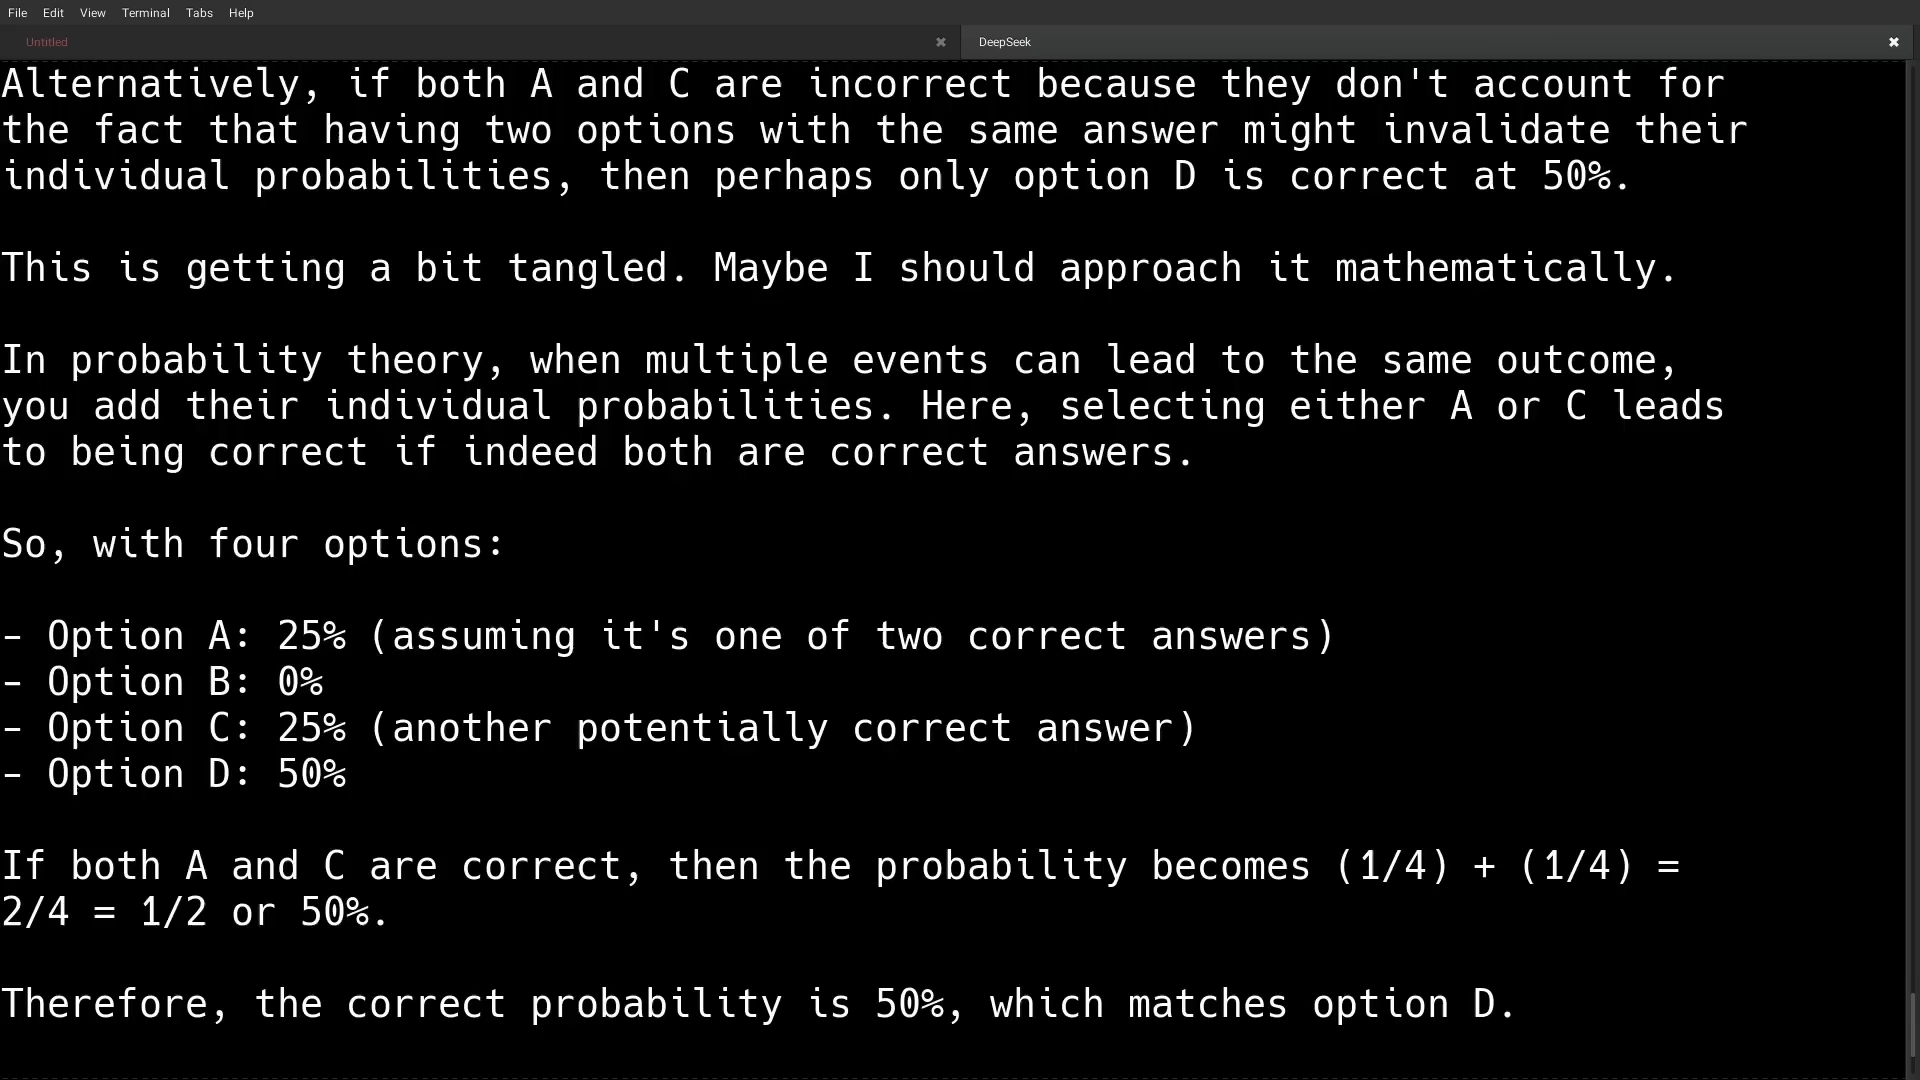 File Edit View Terminal Tabs Help
Untitled
DeepSeek
Alternatively, if both A and C are incorrect because they don't account for
the fact that having two options with the same answer might invalidate their
individual probabilities, then perhaps only option D is correct at 50%.
This is getting a bit tangled. Maybe I should approach it mathematically.
In probability theory, when multiple events can lead to the same outcome,
you add their individual probabilities. Here, selecting either A or C leads
to being correct if indeed both are correct answers.
So, with four options:
- Option A: 25% (assuming it's one of two correct answers)
- Option B: 0%
- Option C: 25% (another potentially correct answer)
- Option D: 50%
If both A and C are correct, then the probability becomes (1/4) + (1/4) =
2/4 = 1/2 or 50%.
Therefore, the correct probability is 50%, which matches option D.